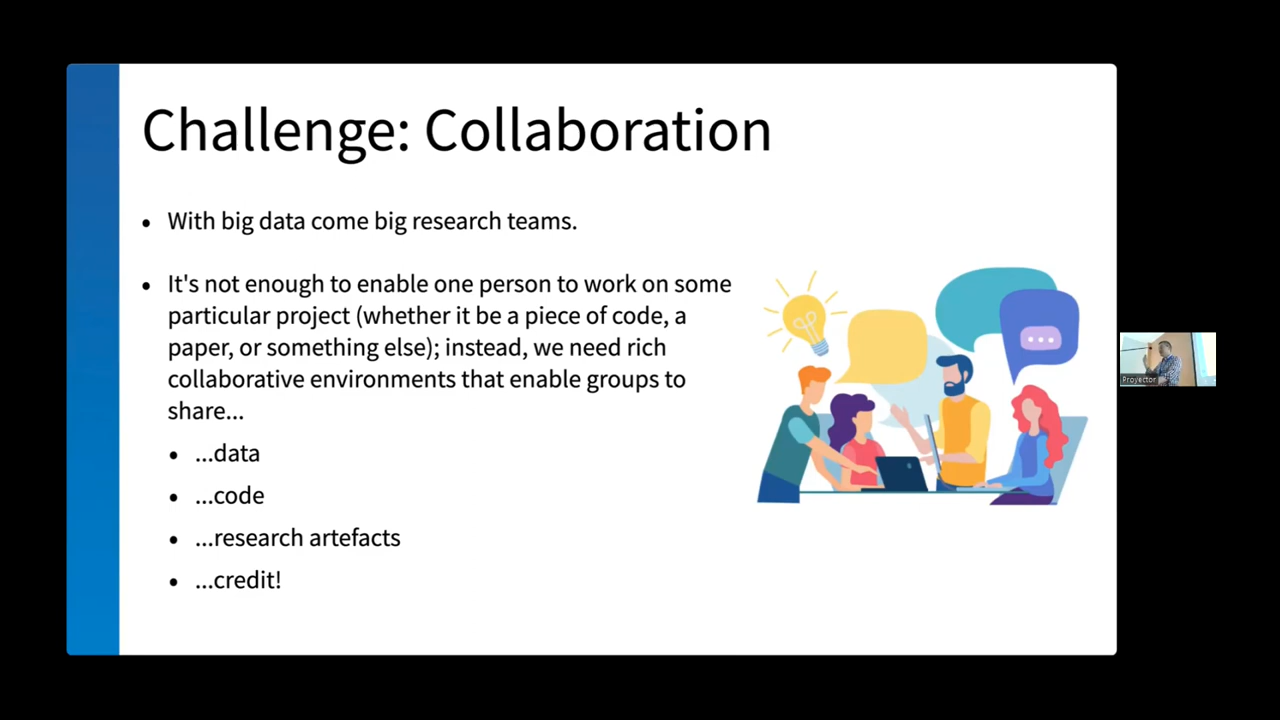 Challenge: Collaboration
• With big data come big research teams.
• It's not enough to enable one person to work on some
particular project (whether it be a piece of code, a
paper, or something else); instead, we need rich
collaborative environments that enable groups to
share...
• ...data
• ...code
• ...research artefacts
• ...credit!
Proyector